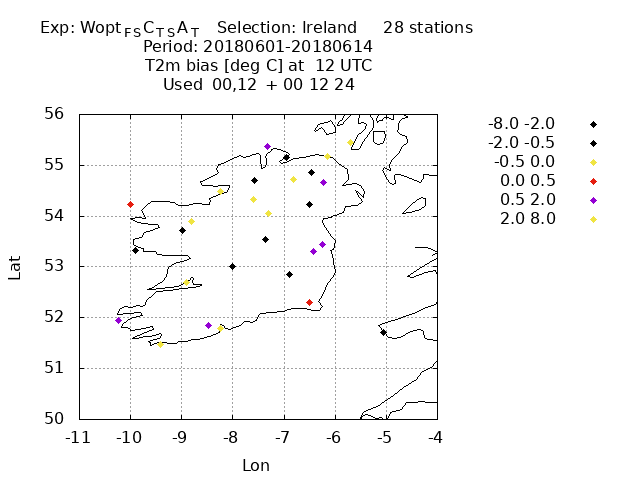 Exp: Wopt_FS C_TS A_T Selection: Ireland 28 stations
Period: 20180601-20180614
T2m bias [deg C] at 12 UTC
Used 00,12 + 00 12 24
56
55
54
53
52
51
50
-11 -10 -9 -8 -7 -6 -5 -4
Lat
Lon
-8.0 -2.0
-2.0 -0.5
-0.5 0.0
0.0 0.5
0.5 2.0
2.0 8.0